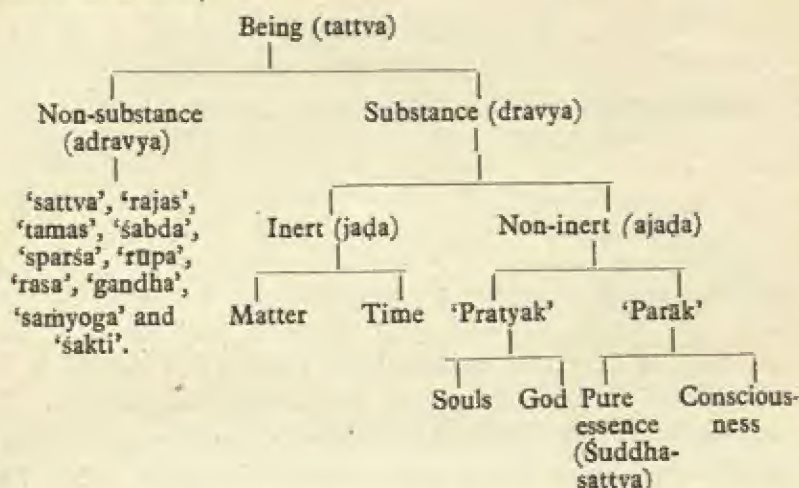 Being (tattva)
Non-substance
(adravya)
Substance (dravya)
‘sattva’, ‘rajas’,
‘tamas’, ‘śabda’,
‘sparśa’, ‘rūpa’,
‘rasa’, ‘gandha’,
‘saṁyoga’ and
‘śakti’.
Inert (jaḍa)
Non-inert (ajaḍa)
Matter
Time
‘Pratyak’
‘Parāk’
Souls
God
Pure
essence
(Śuddha-
sattva)
Conscious-
ness